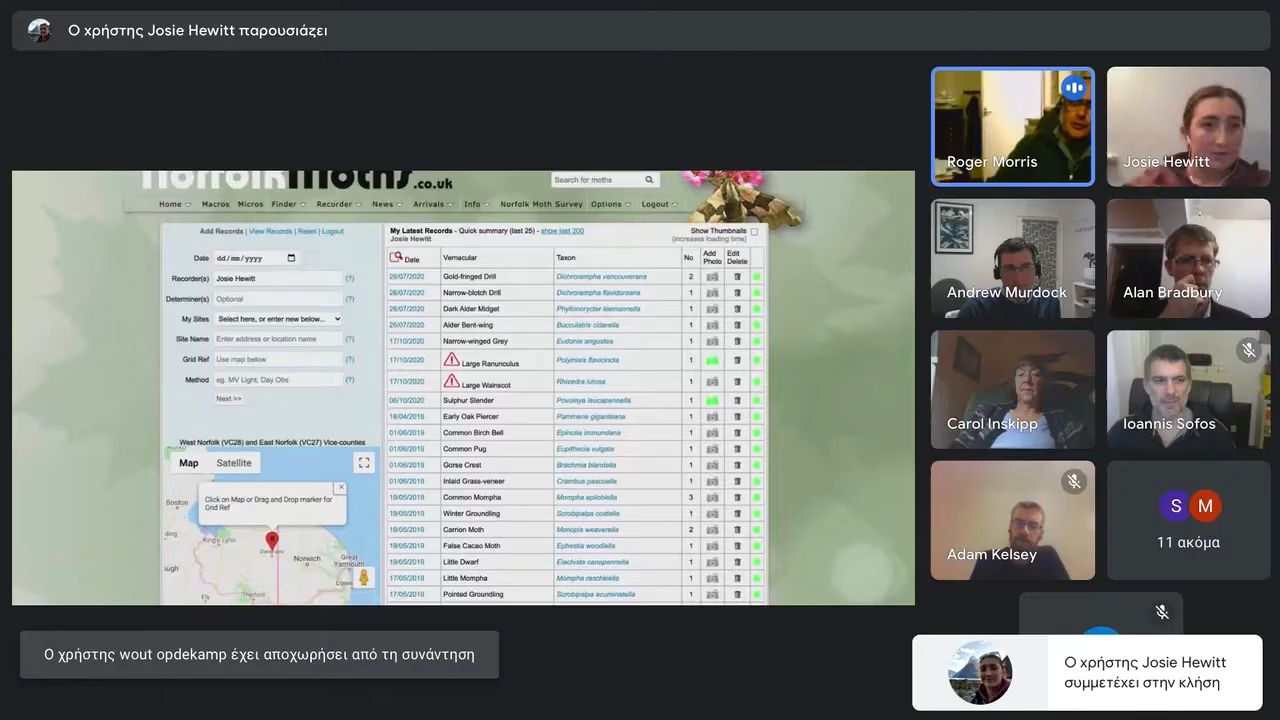 Ο χρήστης Josie Hewitt παρουσιάζει
norfolkmoths.co.uk
Search for moths
Home Macros Micros Finder Recorder News Arrivals Info Norfolk Moth Survey Options Logout
Add Records | View Records | Reset | Logout
Date dd/mm/yyyy
Recorder(s) Josie Hewitt (?)
Determiner(s) Optional (?)
My Sites Select here, or enter new below...
Site Name Enter address or location name (?)
Grid Ref Use map below (?)
Method eg. MV Light, Day Obs (?)
Next >>
West Norfolk (VC28) and East Norfolk (VC27) Vice-counties
Map Satellite
Click on Map or Drag and Drop marker for
Grid Ref
Boston
King's Lynn
Dereham
Norwich
Great
Yarmouth
Lowe
Thetford
Ely
ding
ugh
My Latest Records - Quick summary (last 25) - show last 200
Josie Hewitt
Show Thumbnails
(increases loading time)
Date Vernacular Taxon No Add Photo Edit Delete
26/07/2020 Gold-fringed Drill Dichrorampha vancouverana 2
26/07/2020 Narrow-blotch Drill Dichrorampha flavidorsana 1
26/07/2020 Dark Alder Midget Phyllonorycter klemannella 1
26/07/2020 Alder Bent-wing Bucculatrix cidarella 1
17/10/2020 Narrow-winged Grey Eudonia angustea 1
17/10/2020 Large Ranunculus Polymixis flavicincta 1
17/10/2020 Large Wainscot Rhizedra lutosa 1
06/10/2020 Sulphur Slender Povolnya leucapennella 1
18/04/2018 Early Oak Piercer Pammene giganteana 1
01/06/2019 Common Birch Bell Epinotia immundana 1
01/06/2019 Common Pug Eupithecia vulgata 1
01/06/2019 Gorse Crest Brachmia blandella 1
01/06/2019 Inlaid Grass-veneer Crambus pascuella 1
19/05/2019 Common Mompha Mompha epilobiella 3
19/05/2019 Winter Groundling Scrobipalpa costella 1
19/05/2019 Carrion Moth Monopis weaverella 2
19/05/2019 False Cacao Moth Ephestia woodiella 1
19/05/2019 Little Dwarf Elachista canapennella 1
17/05/2019 Little Mompha Mompha raschkiella 1
17/05/2019 Pointed Groundling Scrobipalpa acuminatella 1
Roger Morris
Josie Hewitt
Andrew Murdock
Alan Bradbury
Carol Inskipp
Ioannis Sofos
Adam Kelsey
S M
11 ακόμα
Ο χρήστης wout opdekamp έχει αποχωρήσει από τη συνάντηση
Ο χρήστης Josie Hewitt
συμμετέχει στην κλήση